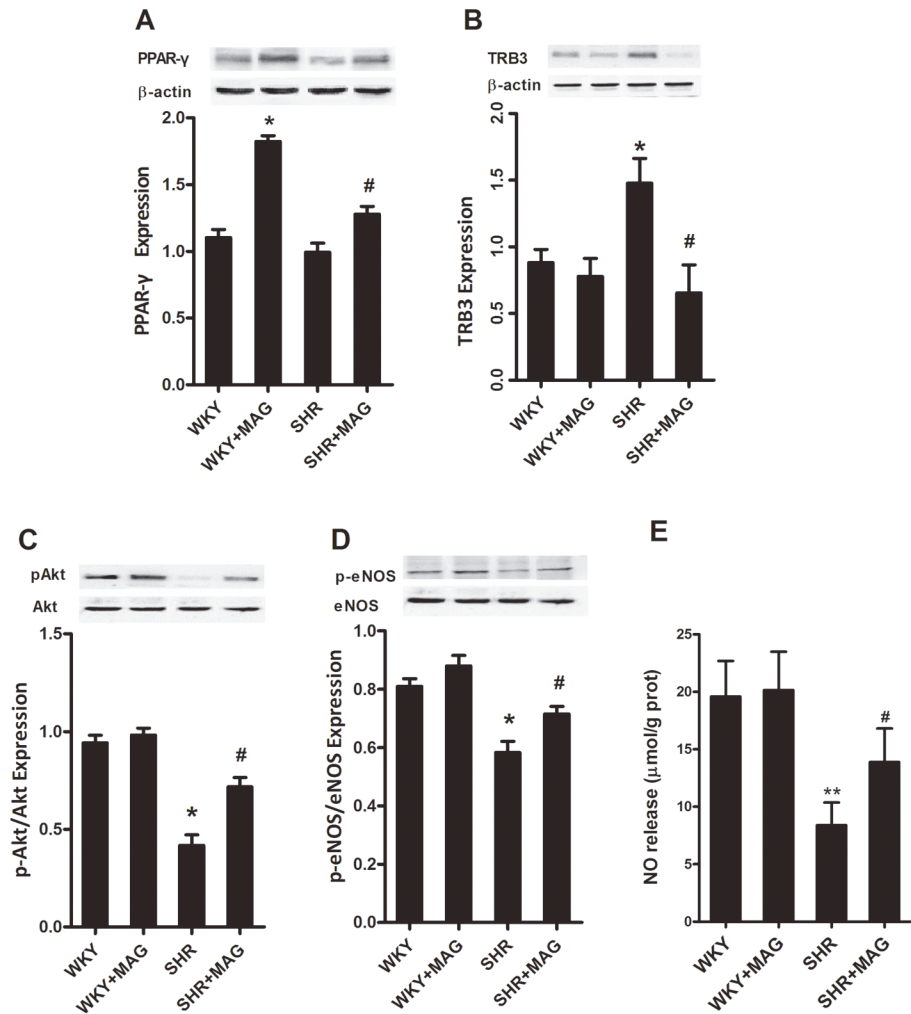 A
PPAR-γ
β-actin
PPAR-γ Expression
2.0
1.5
1.0
0.5
0.0
*
#
WKY
WKY+MAG
SHR
SHR+MAG
B
TRB3
β-actin
TRB3 Expression
2.0
1.5
1.0
0.5
0.0
*
#
WKY
WKY+MAG
SHR
SHR+MAG
C
pAkt
Akt
p-Akt/Akt Expression
1.5
1.0
0.5
0.0
*
#
WKY
WKY+MAG
SHR
SHR+MAG
D
p-eNOS
eNOS
p-eNOS/eNOS Expression
1.0
0.8
0.6
0.4
0.2
0.0
*
#
WKY
WKY+MAG
SHR
SHR+MAG
E
NO release (μmol/g prot)
25
20
15
10
5
0
**
#
WKY
WKY+MAG
SHR
SHR+MAG